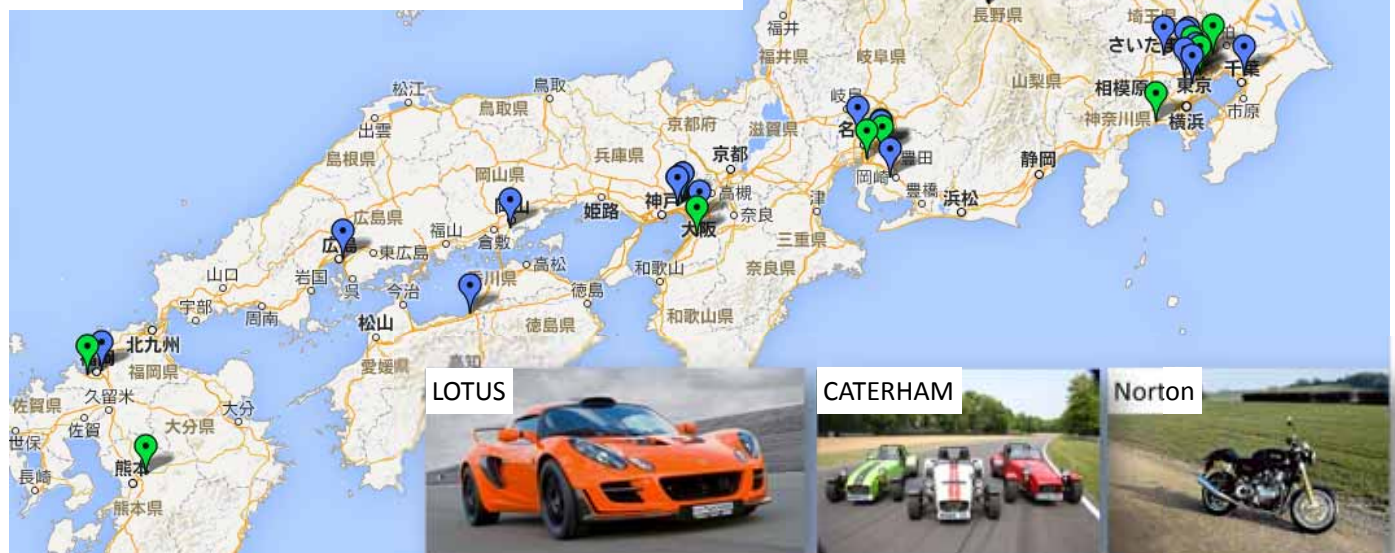 長野県
福井
埼玉県
さいたま
福井県
岐阜県
山梨県
千葉
相模原
東京
松江
鳥取
岐阜
市原
神奈川県
横浜
出雲
鳥取県
京都府
滋賀県
名
島根県
兵庫県
京都
豊田
静岡
岡山県
岡崎
神戸
高槻
豊橋
浜松
姫路
津
奈良
広島県
福山
大阪
広島
東広島
倉敷
三重県
山口
岩国
呉
香川県
高松
和歌山
奈良県
今治
徳島
宇部
周南
松山
徳島県
和歌山県
北九州
福岡
愛媛県
高知
福岡県
LOTUS
CATERHAM
Norton
久留米
佐賀県
大分
佐賀
大分県
世保
熊本
長崎
熊本県